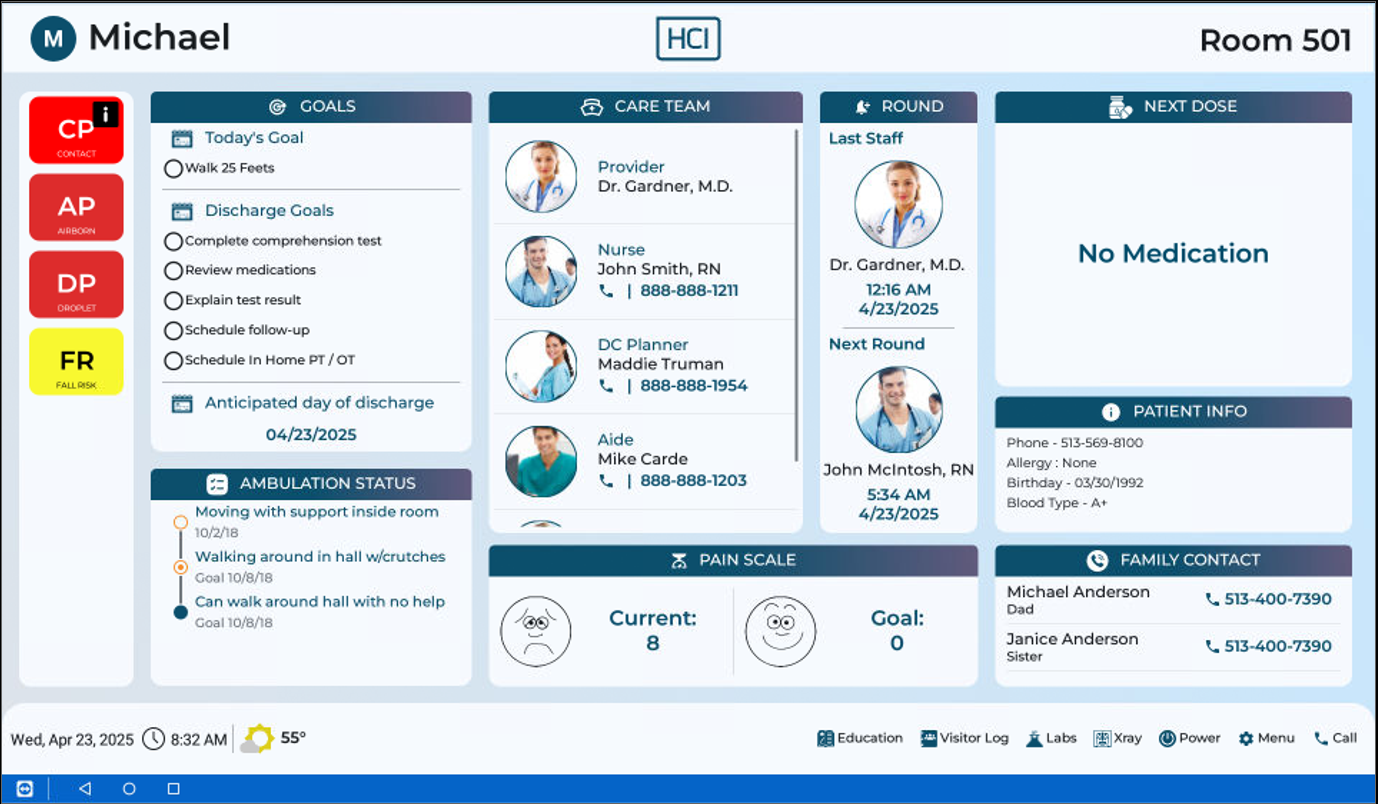 M Michael
HCI
Room 501
CP
i
CONTACT
AP
AIRBORN
DP
DROPLET
FR
FALL RISK
GOALS
Today's Goal
Walk 25 Feets
Discharge Goals
Complete comprehension test
Review medications
Explain test result
Schedule follow-up
Schedule In Home PT / OT
Anticipated day of discharge
04/23/2025
AMBULATION STATUS
Moving with support inside room
10/2/18
Walking around in hall w/crutches
Goal 10/8/18
Can walk around hall with no help
Goal 10/8/18
CARE TEAM
Provider
Dr. Gardner, M.D.
Nurse
John Smith, RN
| 888-888-1211
DC Planner
Maddie Truman
| 888-888-1954
Aide
Mike Carde
| 888-888-1203
ROUND
Last Staff
Dr. Gardner, M.D.
12:16 AM
4/23/2025
Next Round
John McIntosh, RN
5:34 AM
4/23/2025
PAIN SCALE
Current:
8
Goal:
0
NEXT DOSE
No Medication
PATIENT INFO
Phone - 513-569-8100
Allergy : None
Birthday - 03/30/1992
Blood Type - A+
FAMILY CONTACT
Michael Anderson
Dad
513-400-7390
Janice Anderson
Sister
513-400-7390
Wed, Apr 23, 2025 8:32 AM 55°
Education Visitor Log Labs Xray Power Menu Call